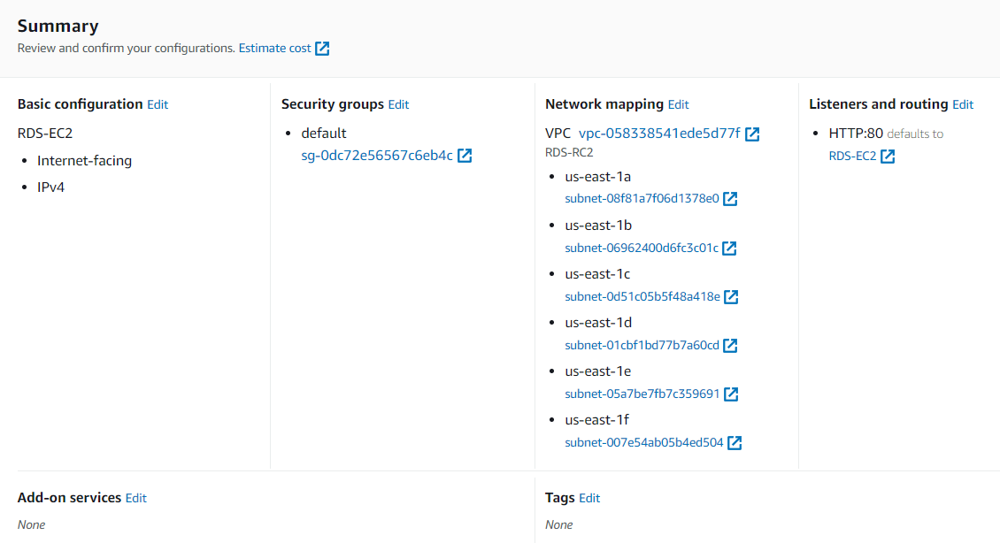 Summary
Review and confirm your configurations. Estimate cost
Basic configuration Edit
RDS-EC2
Internet-facing
IPv4
Security groups Edit
default
sg-0dc72e56567c6eb4c
Network mapping Edit
VPC vpc-058338541ede5d77f
RDS-RC2
us-east-1a
subnet-08f81a7f06d1378e0
us-east-1b
subnet-06962400d6fc3c01c
us-east-1c
subnet-0d51c05b5f48a418e
us-east-1d
subnet-01cbf1bd77b7a60cd
us-east-1e
subnet-05a7be7fb7c359691
us-east-1f
subnet-007e54ab05b4ed504
Listeners and routing Edit
HTTP:80 defaults to
RDS-EC2
Add-on services Edit
None
Tags Edit
None